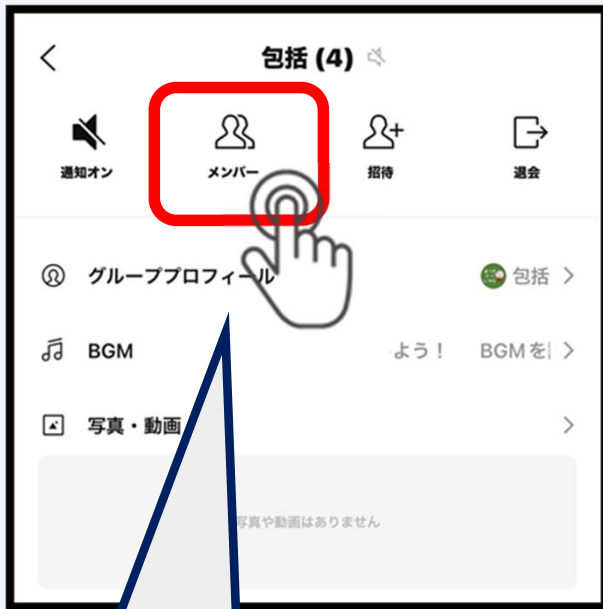 包括 (4)
通知オン
メンバー
招待
退会
グループプロフィール
包括
BGM
よう！ BGMを
写真・動画
写真や動画はありません